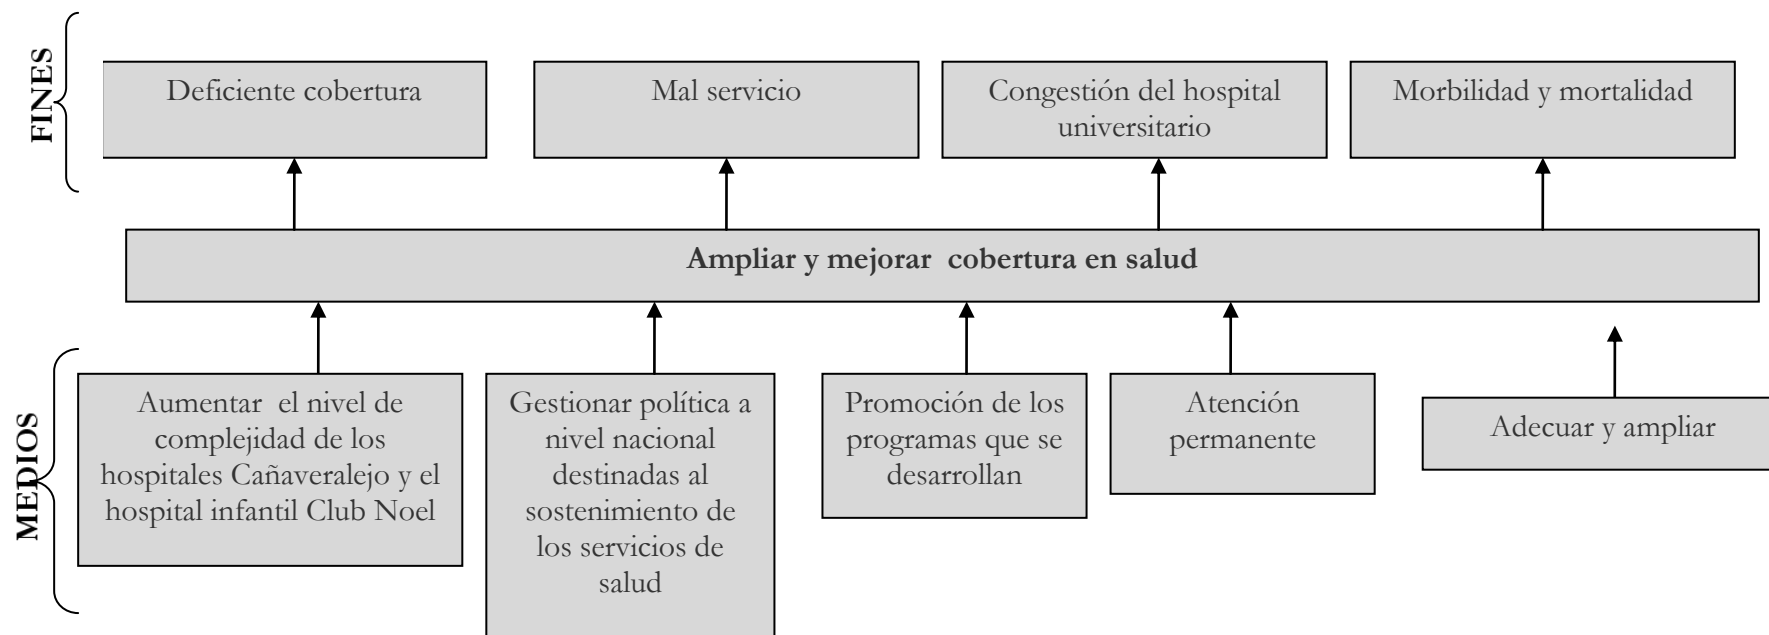 FINES
Deficiente cobertura
Mal servicio
Congestión del hospital
universitario
Morbilidad y mortalidad
Ampliar y mejorar  cobertura en salud
MEDIOS
Aumentar  el nivel de
complejidad de los
hospitales Cañaveralejo y el
hospital infantil Club Noel
Gestionar política a
nivel nacional
destinadas al
sostenimiento de
los servicios de
salud
Promoción de los
programas que se
desarrollan
Atención
permanente
Adecuar y ampliar